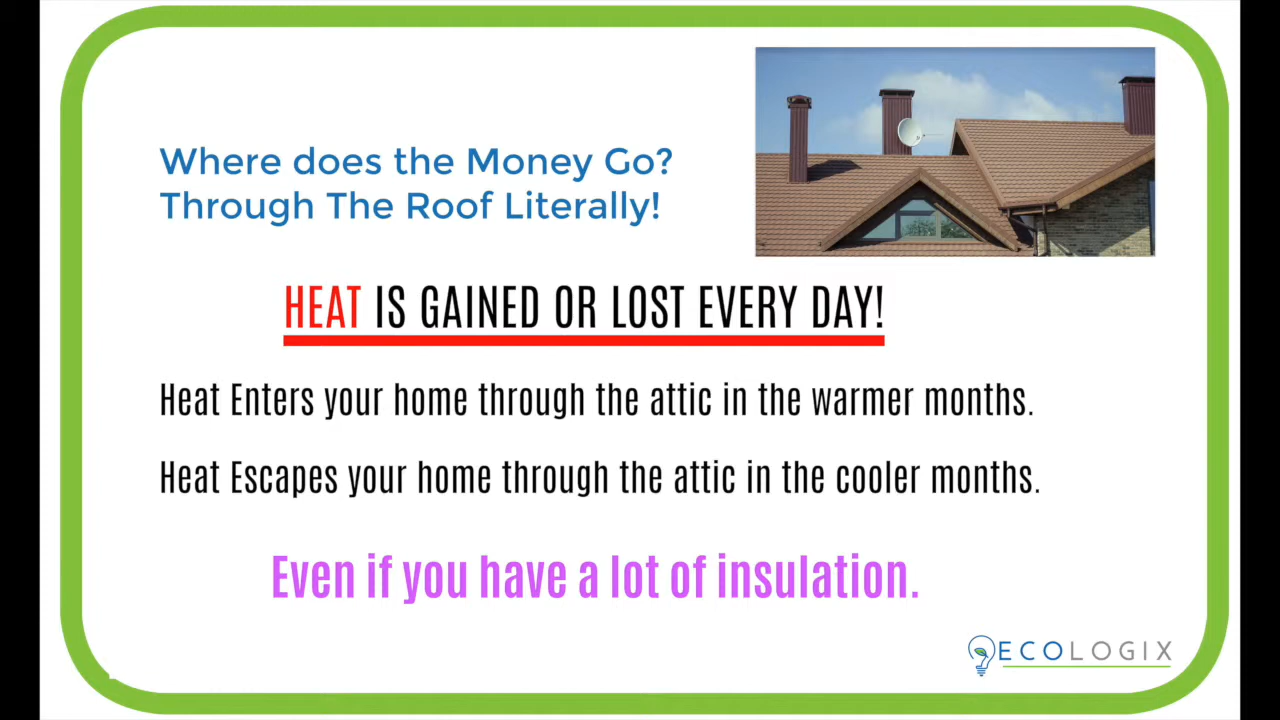 Where does the Money Go?
Through The Roof Literally!
HEAT IS GAINED OR LOST EVERY DAY!
Heat Enters your home through the attic in the warmer months.
Heat Escapes your home through the attic in the cooler months.
Even if you have a lot of insulation.
ECOLOGIX